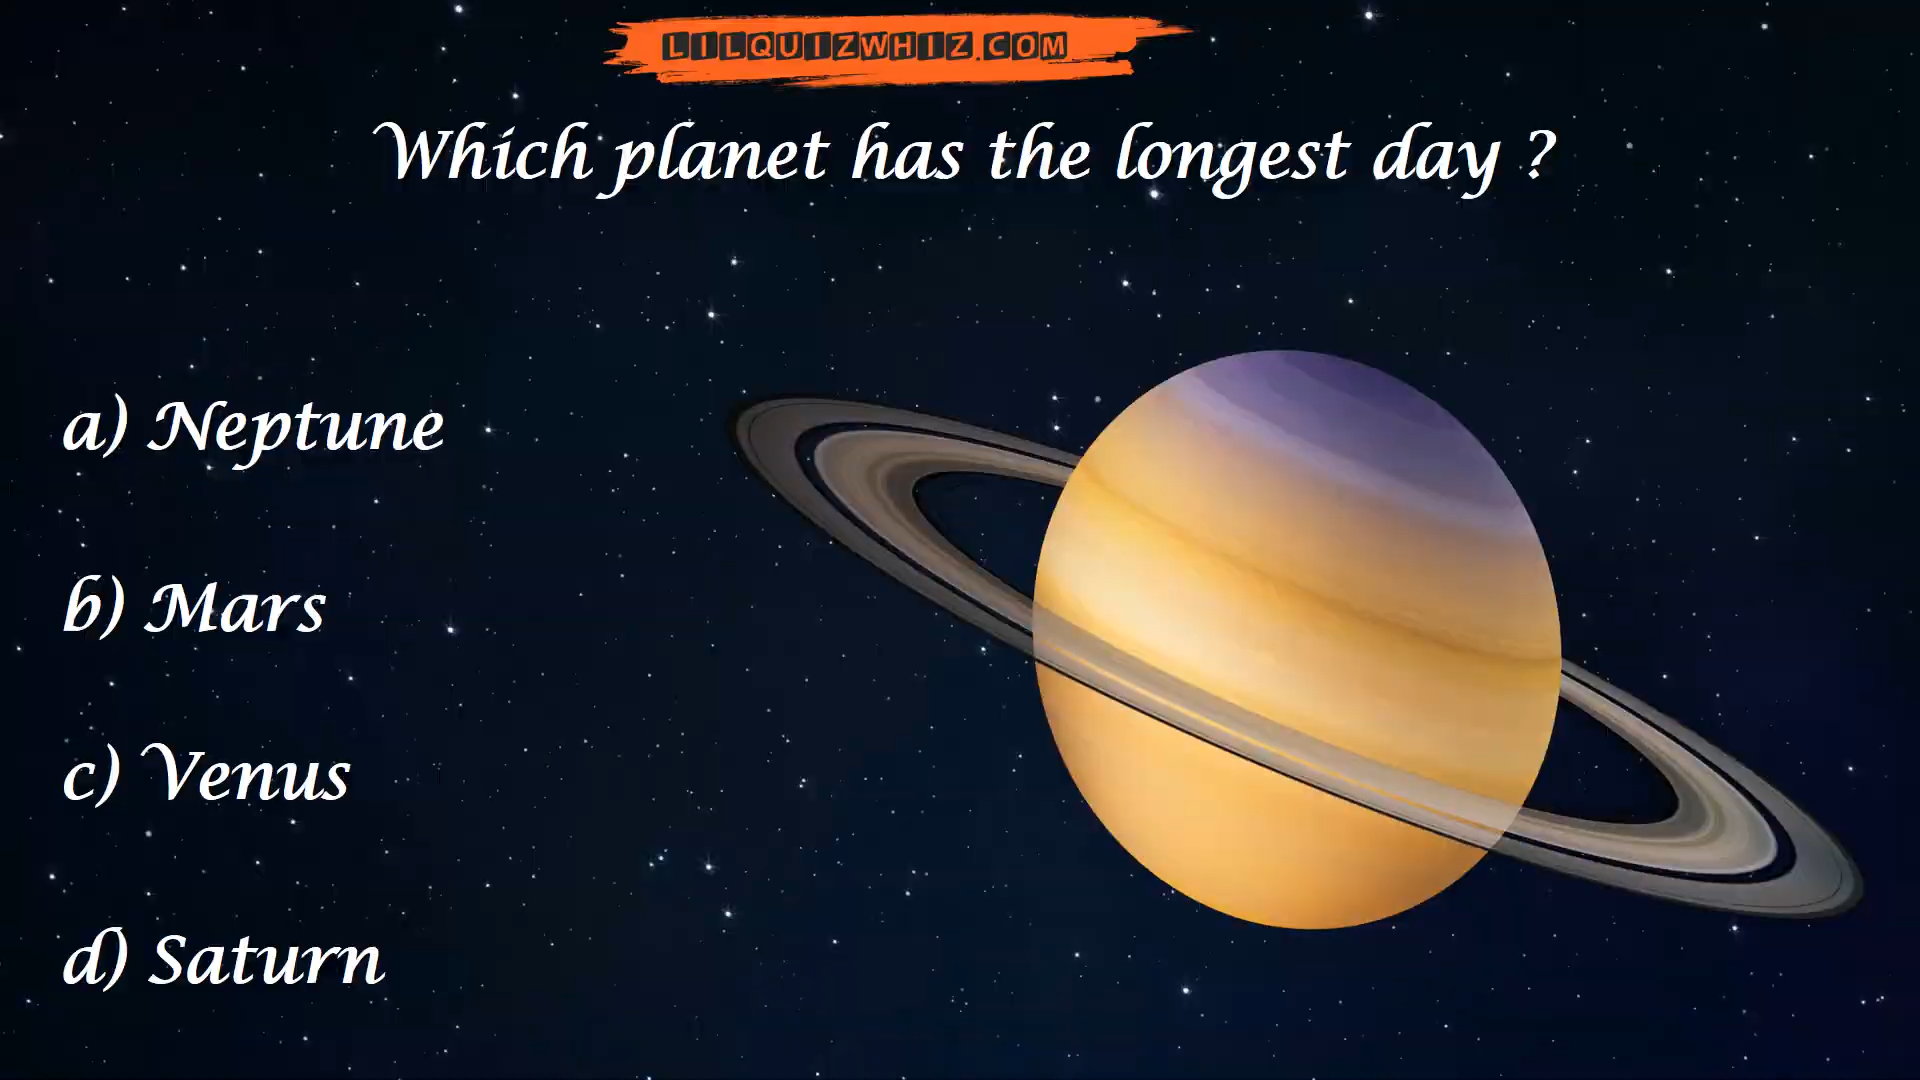 LILQUIZWHIZ.COM
Which planet has the longest day ?
a) Neptune
b) Mars
c) Venus
d) Saturn